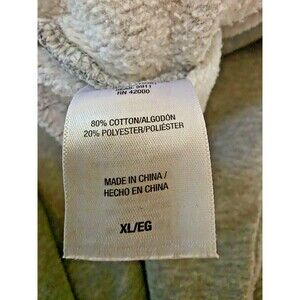 RN 42000
80% COTTON/ALGODÓN
20% POLYESTER/POLIÉSTER
MADE IN CHINA /
HECHO EN CHINA
XL/EG